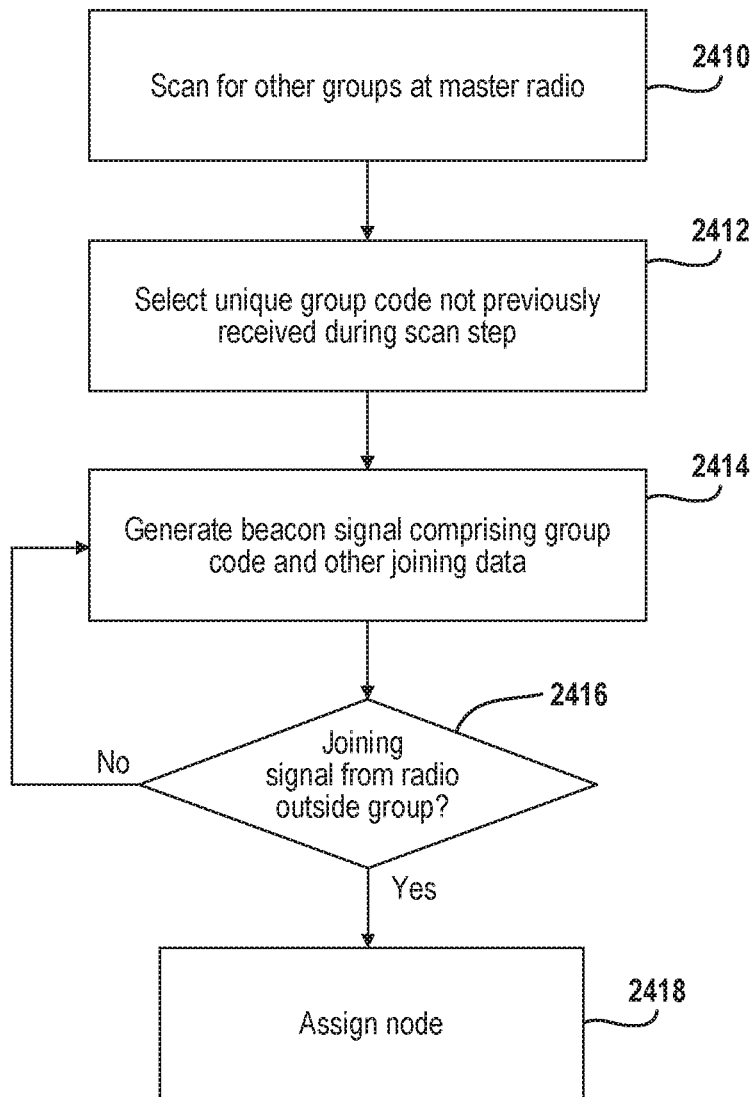 2410
Scan for other groups at master radio
2412
Select unique group code not previously
received during scan step
2414
Generate beacon signal comprising group
code and other joining data
2416
Joining
signal from radio
outside group?
No
Yes
2418
Assign node